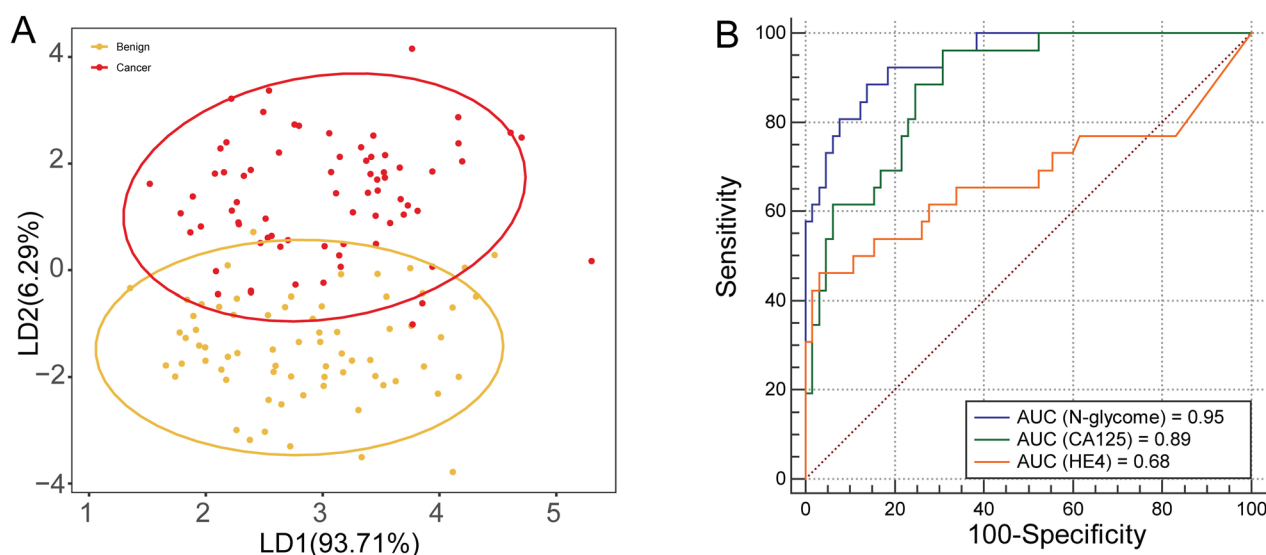 A
Benign
Cancer
4
2
0
−2
−4
LD2(6.29%)
1 2 3 4 5
LD1(93.71%)
B
100
80
60
40
20
0
Sensitivity
AUC (N-glycome) = 0.95
AUC (CA125) = 0.89
AUC (HE4) = 0.68
0 20 40 60 80 100
100-Specificity